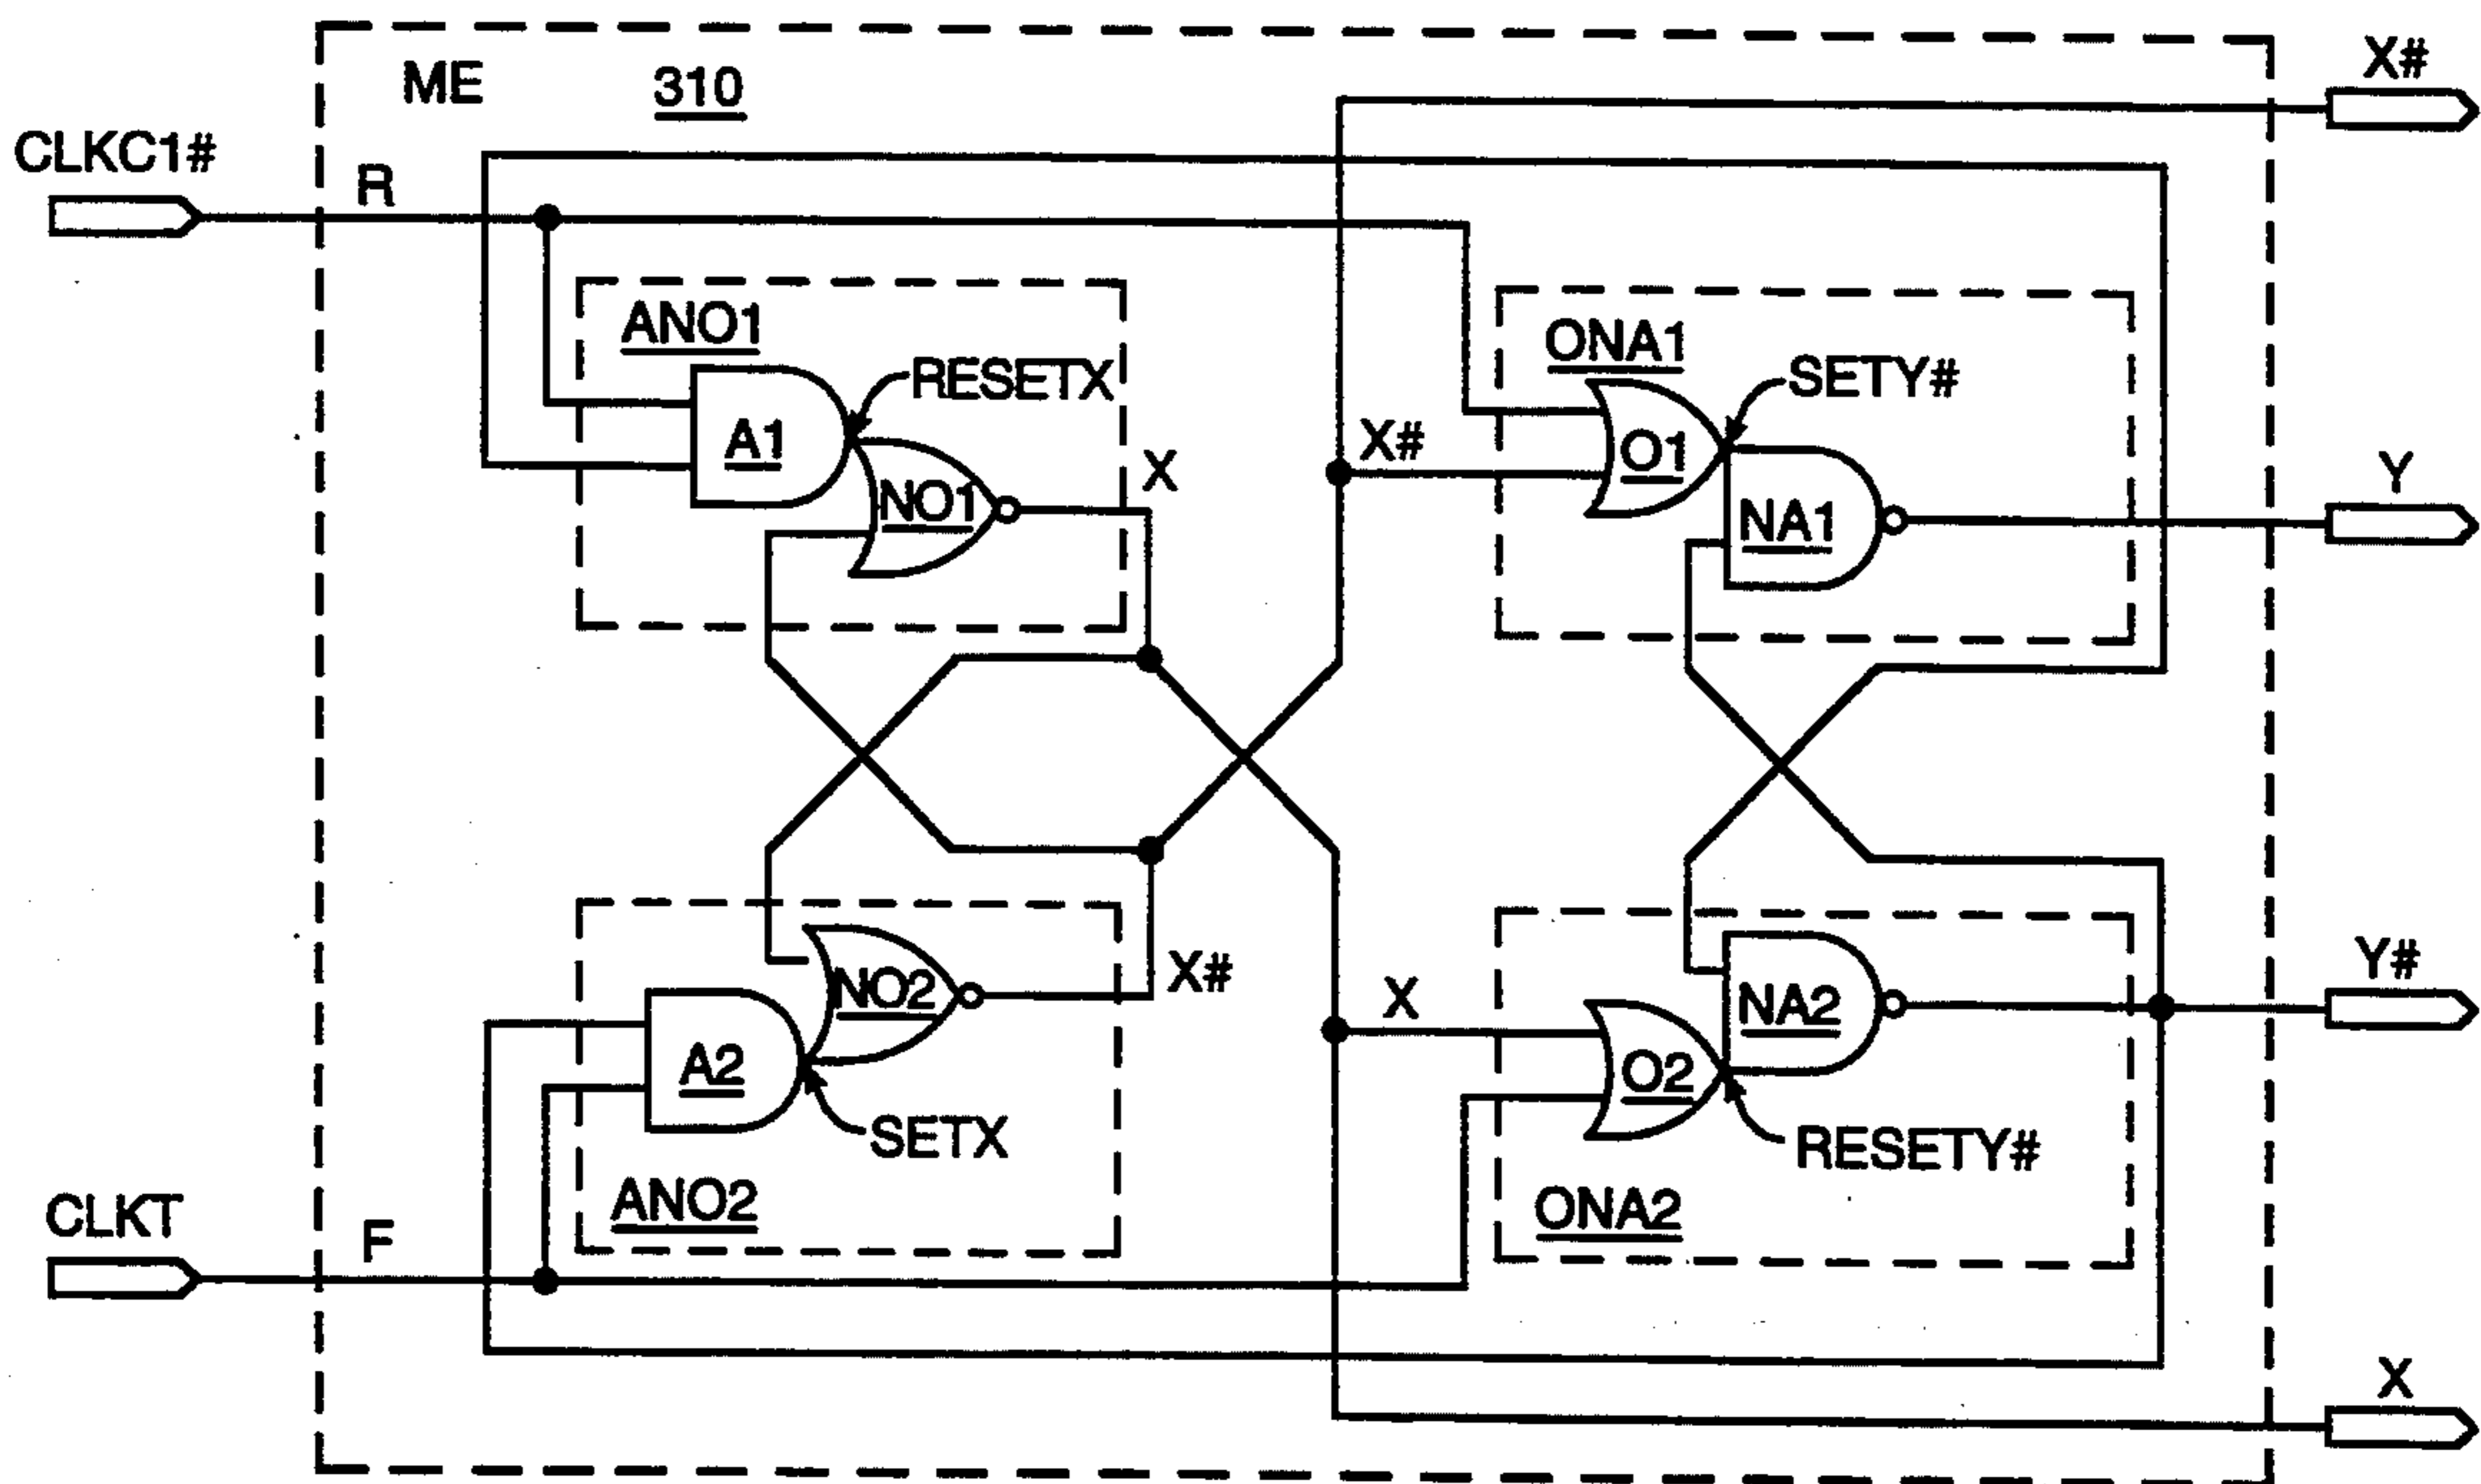 ME 310
X#
CLKC1#
R
ANO1
RESETX
A1
NO1
X
ONA1
SETY#
X#
O1
NA1
Y
NO2
X#
A2
SETX
ANO2
X
NA2
O2
Y#
RESETY#
ONA2
CLKT
F
X